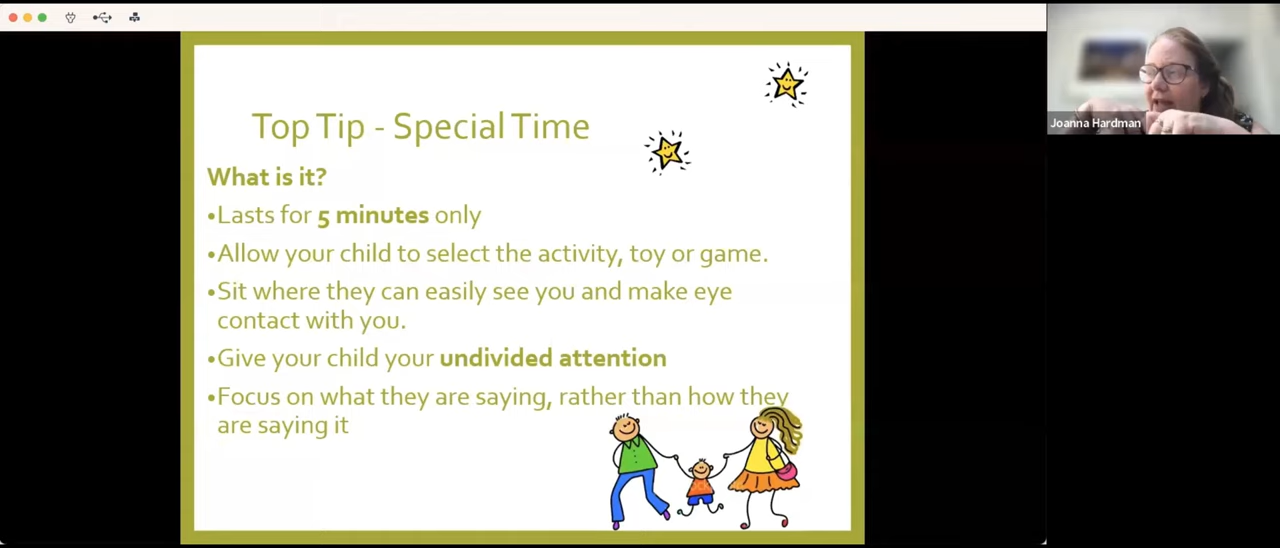 Top Tip - Special Time
What is it?
•Lasts for 5 minutes only
•Allow your child to select the activity, toy or game.
•Sit where they can easily see you and make eye
contact with you.
•Give your child your undivided attention
•Focus on what they are saying, rather than how they
are saying it
Joanna Hardman